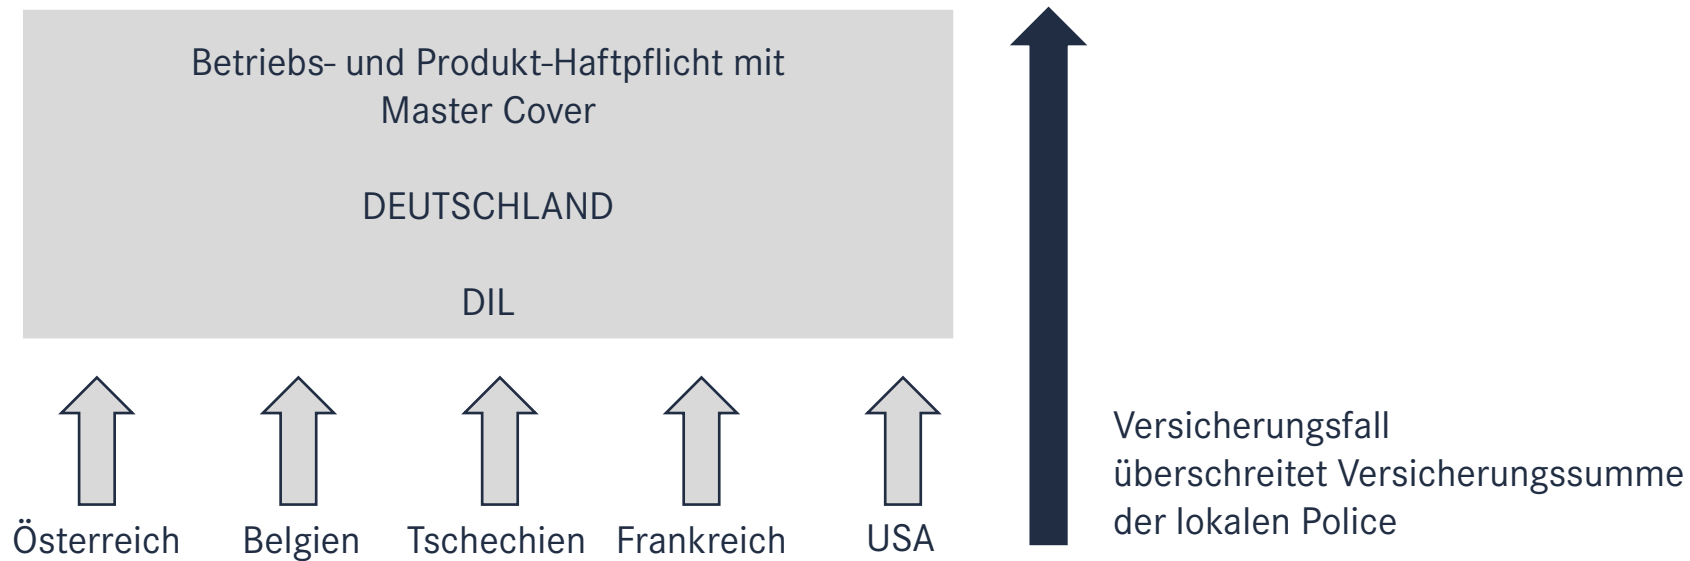 Betriebs- und Produkt-Haftpflicht mit
Master Cover
DEUTSCHLAND
DIL
Versicherungsfall
überschreitet Versicherungssumme
der lokalen Police
Österreich Belgien Tschechien Frankreich USA